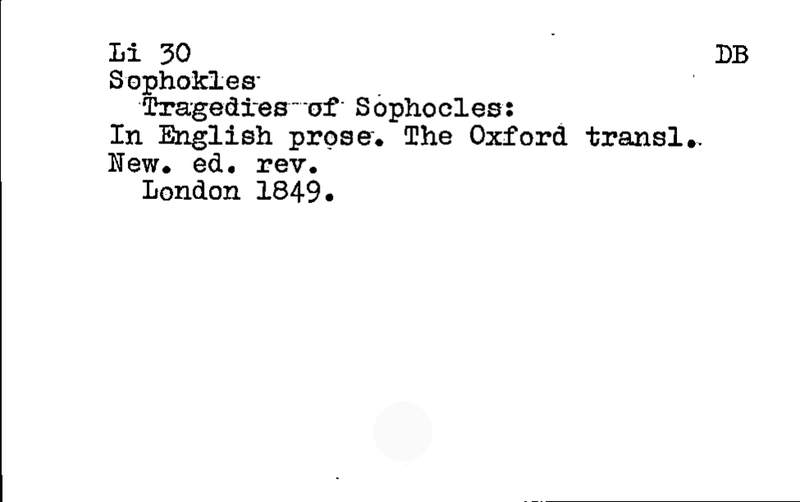 Li 30 DB
Sophokles
Tragedies of Sophocles:
In English prose. The Oxford transl..
New. ed. rev.
London 1849.